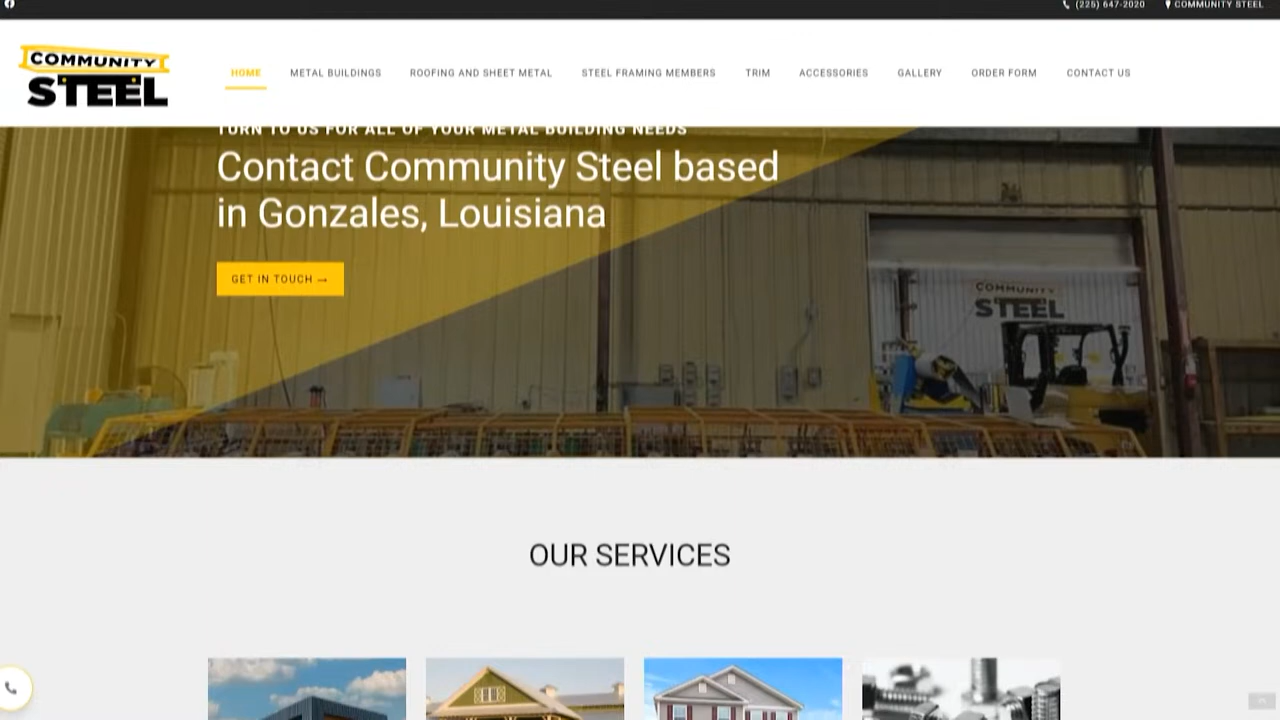 (225) 647-2020 COMMUNITY STEEL
COMMUNITY
STEEL
HOME METAL BUILDINGS ROOFING AND SHEET METAL STEEL FRAMING MEMBERS TRIM ACCESSORIES GALLERY ORDER FORM CONTACT US
TURN TO US FOR ALL OF YOUR METAL BUILDING NEEDS
Contact Community Steel based
in Gonzales, Louisiana
GET IN TOUCH →
COMMUNITY
STEEL
OUR SERVICES